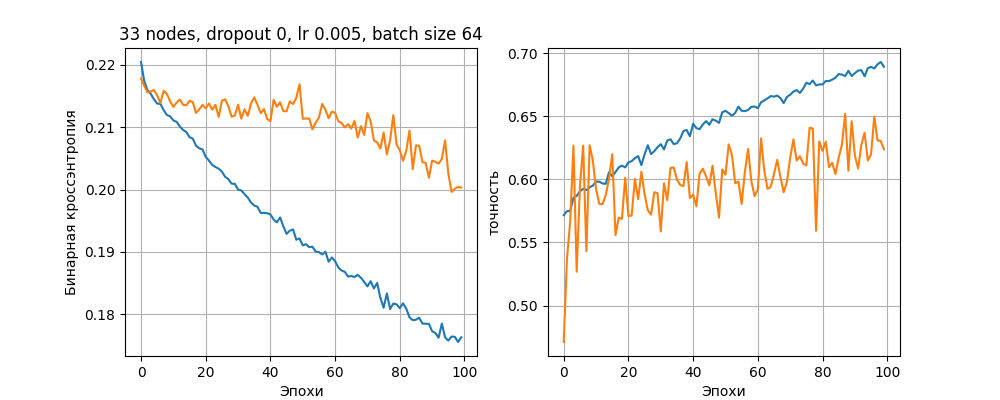 33 nodes, dropout 0, lr 0.005, batch size 64
Бинарная кроссэнтропия
0.22
0.21
0.20
0.19
0.18
0 20 40 60 80 100
Эпохи
точность
0.70
0.65
0.60
0.55
0.50
0 20 40 60 80 100
Эпохи